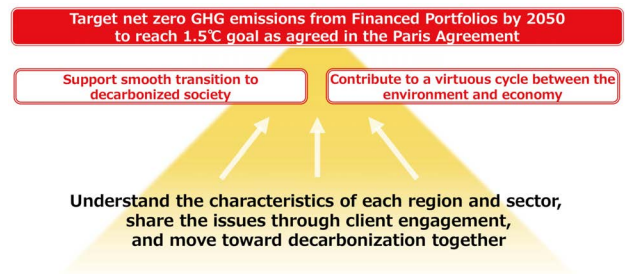 Target net zero GHG emissions from Financed Portfolios by 2050
to reach 1.5℃ goal as agreed in the Paris Agreement
Support smooth transition to
decarbonized society
Contribute to a virtuous cycle between the
environment and economy
Understand the characteristics of each region and sector,
share the issues through client engagement,
and move toward decarbonization together